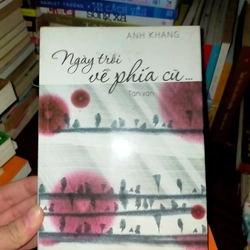 ANH KHANG
Ngày trôi
về phía cũ...
Tản văn